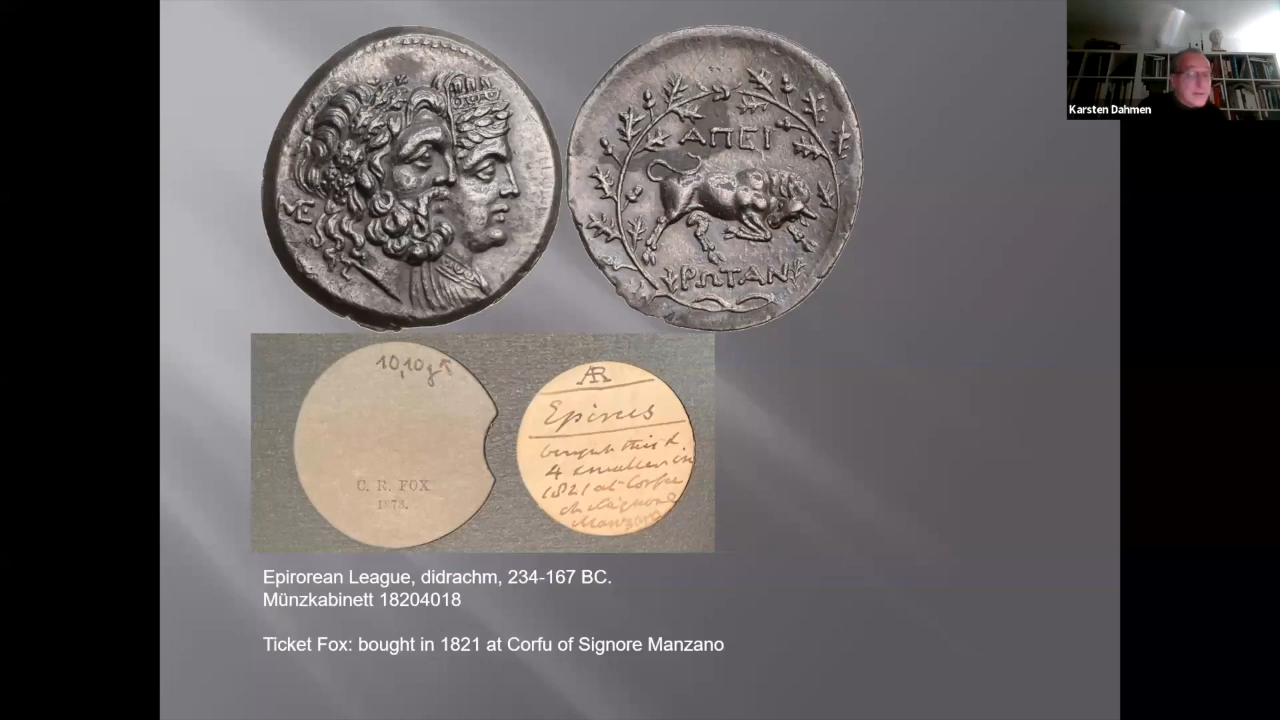 Karsten Dahmen
ΑΠΕΙ
ΡΩΤΑΝ
10,10g
C. R. FOX
1873.
AR
Epirus
bought this &
4 smaller in
1821 at Corfu
of Signore
Manzano
Epirorean League, didrachm, 234-167 BC.
Münzkabinett 18204018
Ticket Fox: bought in 1821 at Corfu of Signore Manzano